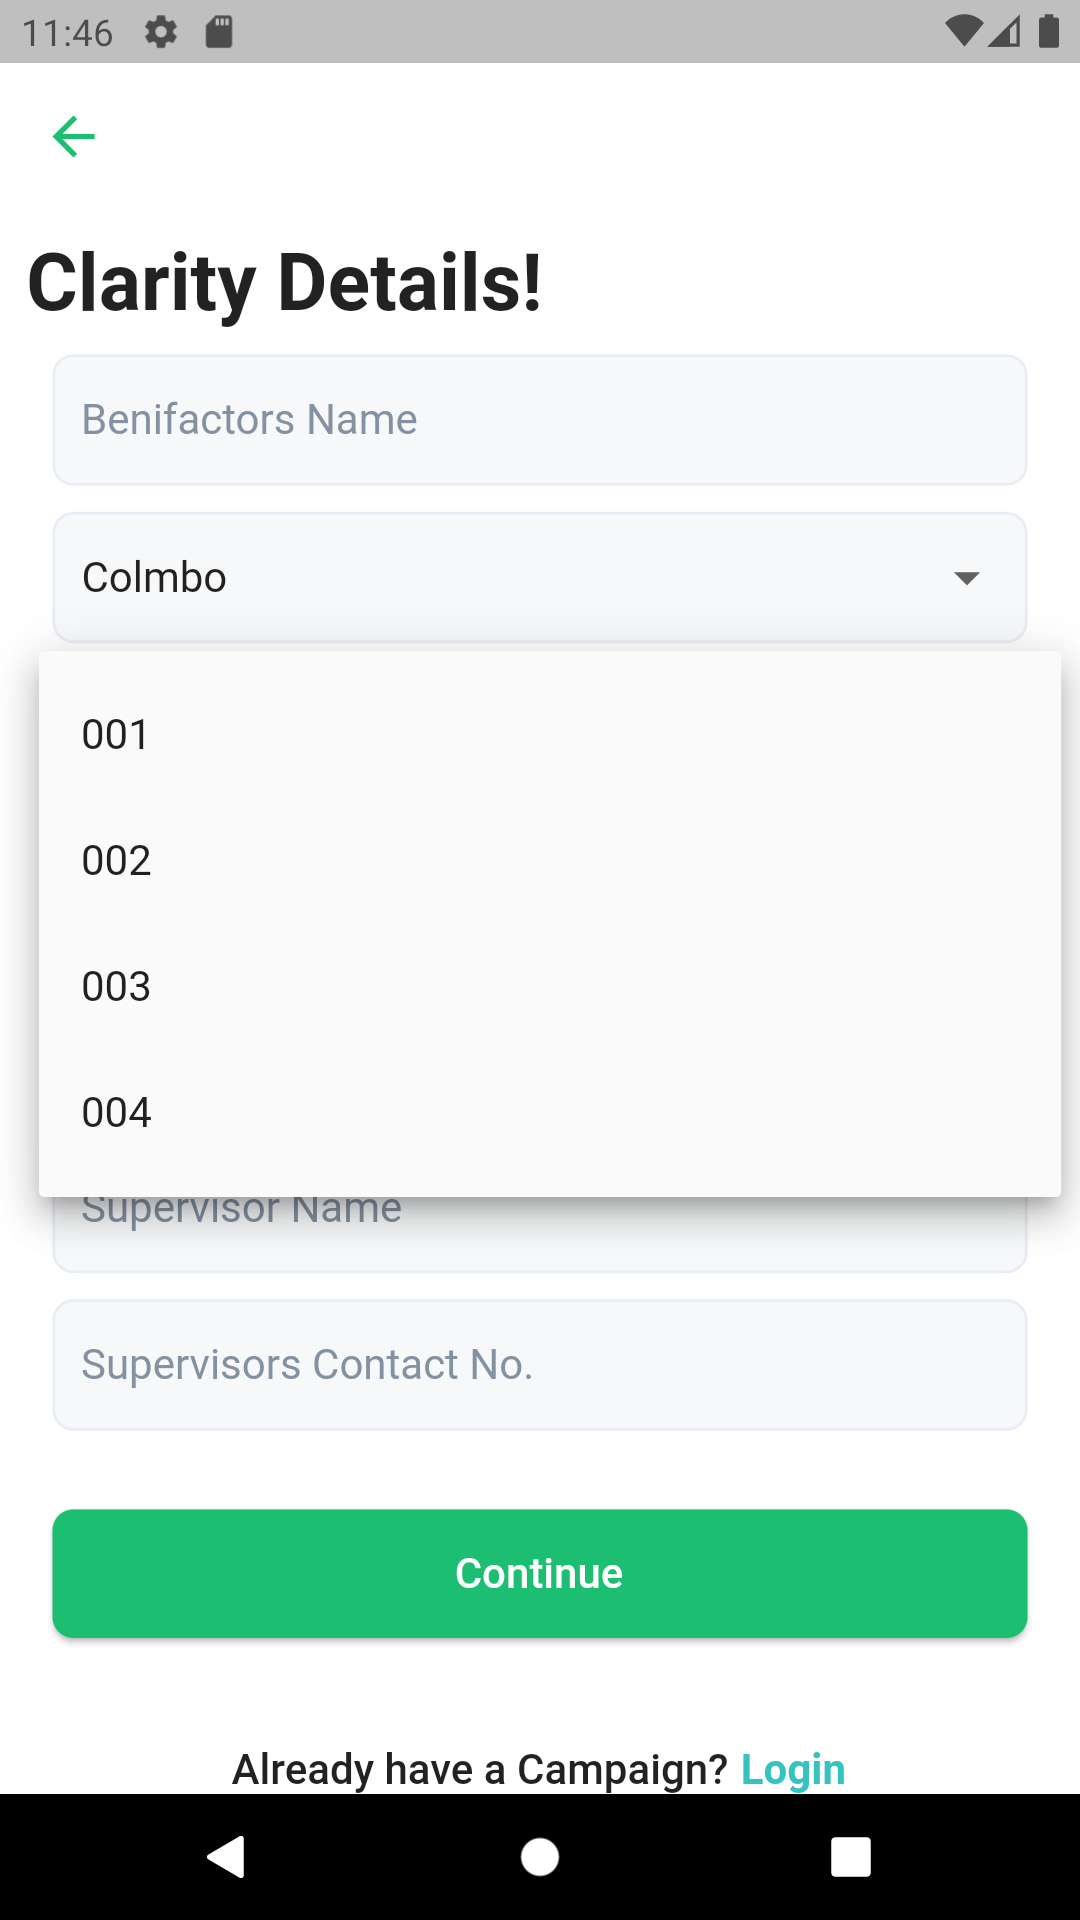 11:46
Clarity Details!
Benifactors Name
Colmbo
001
002
003
004
Supervisor Name
Supervisors Contact No.
Continue
Already have a Campaign? Login